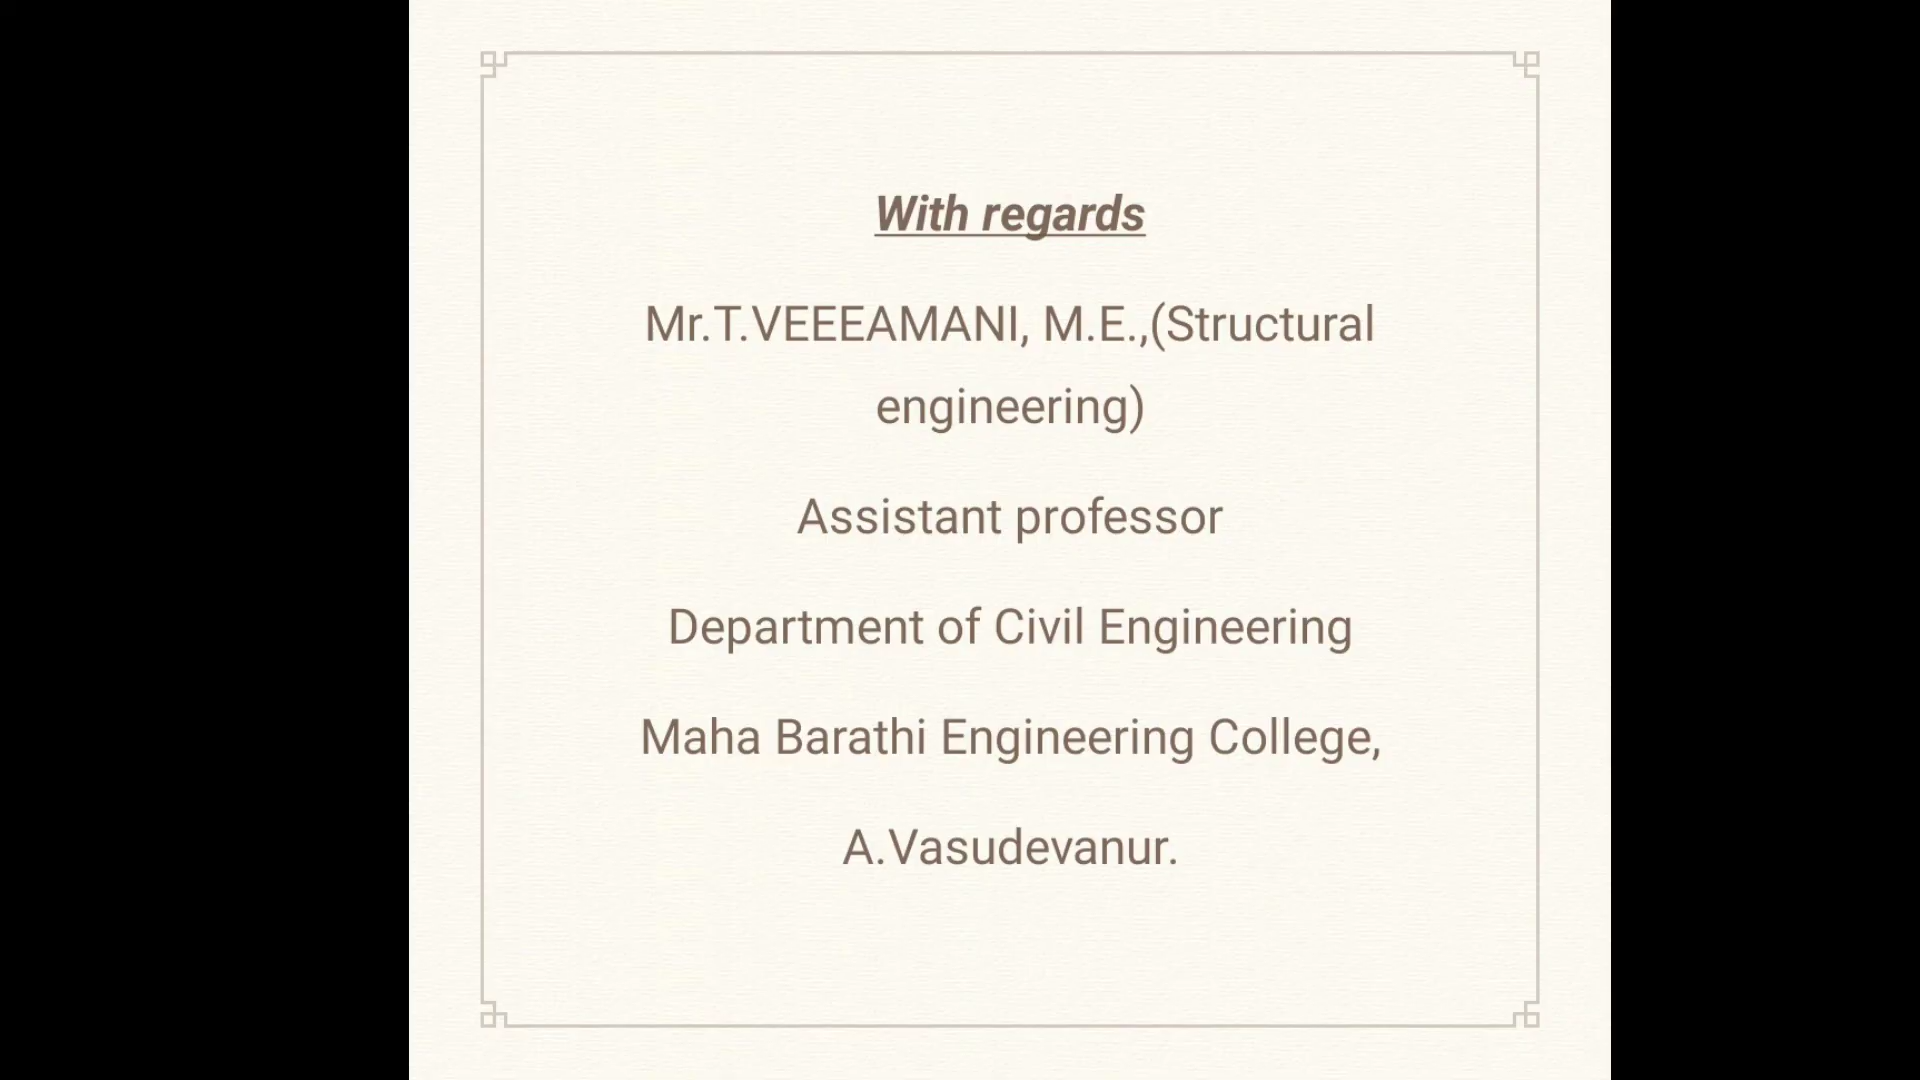 With regards
Mr.T.VEEEAMANI, M.E.,(Structural
engineering)
Assistant professor
Department of Civil Engineering
Maha Barathi Engineering College,
A.Vasudevanur.